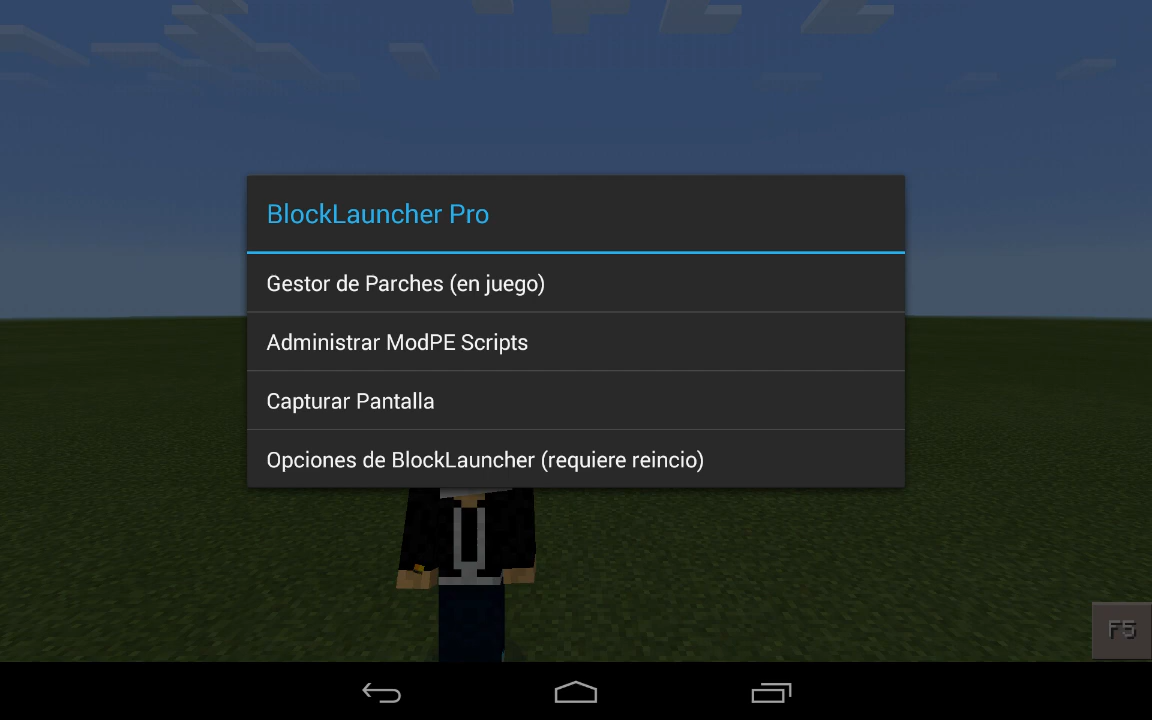 BlockLauncher Pro
Gestor de Parches (en juego)
Administrar ModPE Scripts
Capturar Pantalla
Opciones de BlockLauncher (requiere reincio)
F5